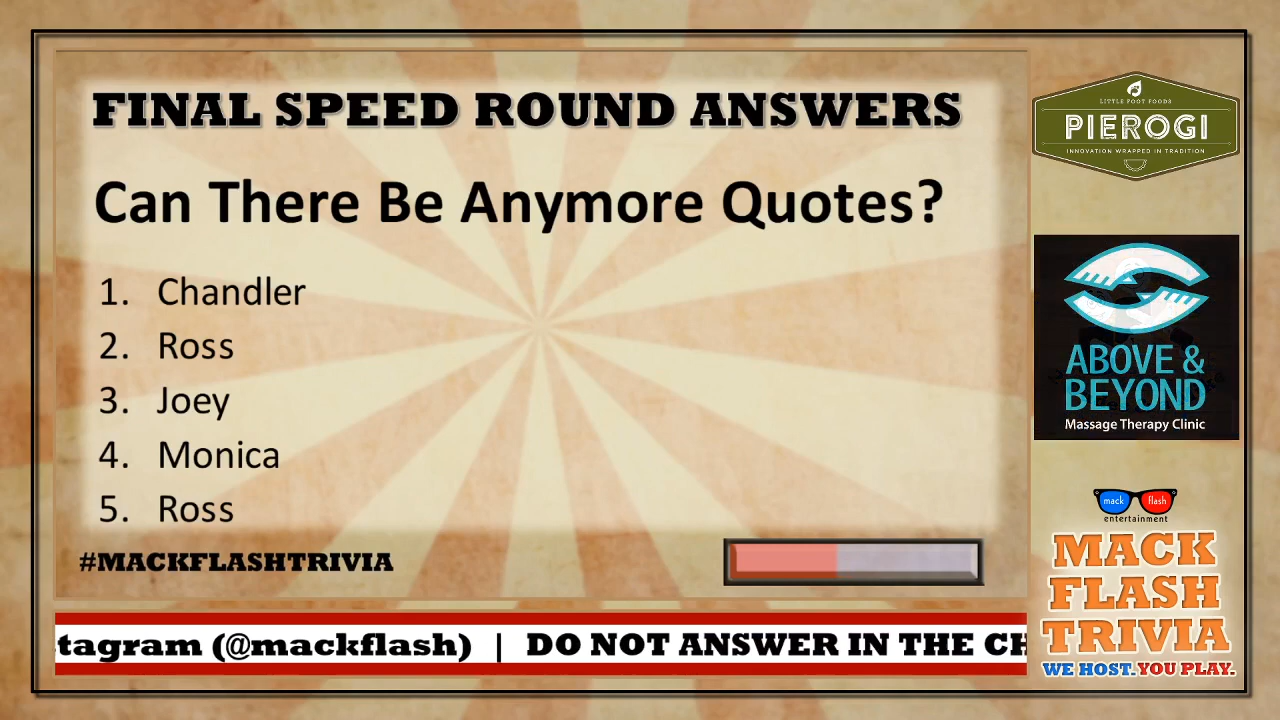 FINAL SPEED ROUND ANSWERS
Can There Be Anymore Quotes?
1. Chandler
2. Ross
3. Joey
4. Monica
5. Ross
#MACKFLASHTRIVIA
tagram (@mackflash) | DO NOT ANSWER IN THE CH
LITTLE FOOT FOODS
PIEROGI
INNOVATION WRAPPED IN TRADITION
ABOVE &
BEYOND
Massage Therapy Clinic
mack flash
entertainment
MACK
FLASH
TRIVIA
WE HOST. YOU PLAY.